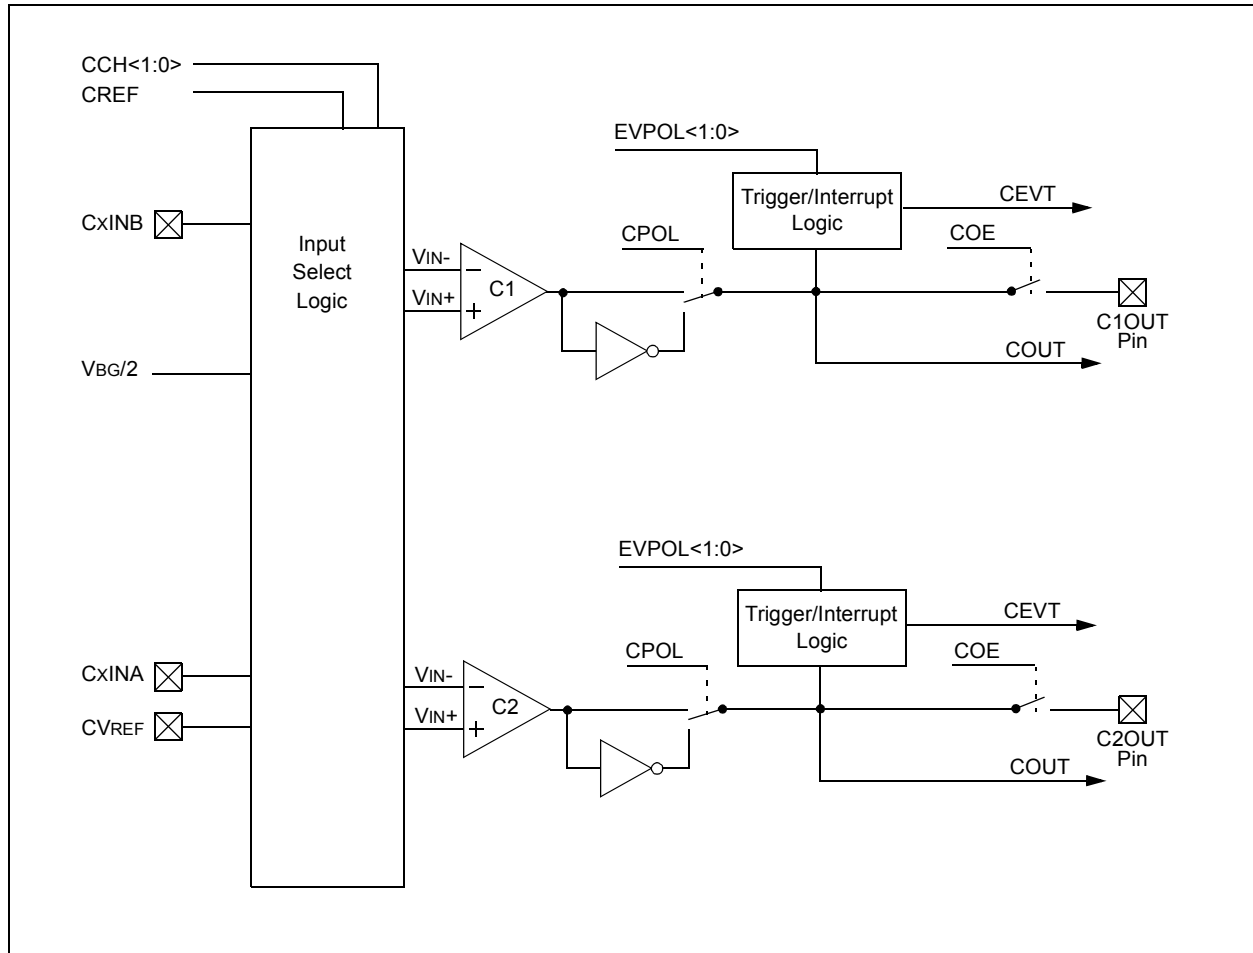 CCH<1:0>
CREF
EVPOL<1:0>
Trigger/Interrupt
Logic
CEVT
CXINB
Input
Select
Logic
CPOL
COE
VIN-
VIN+
−
+
C1
C1OUT
Pin
COUT
VBG/2
EVPOL<1:0>
Trigger/Interrupt
Logic
CEVT
CXINA
CPOL
COE
VIN-
VIN+
−
+
C2
CVREF
C2OUT
Pin
COUT